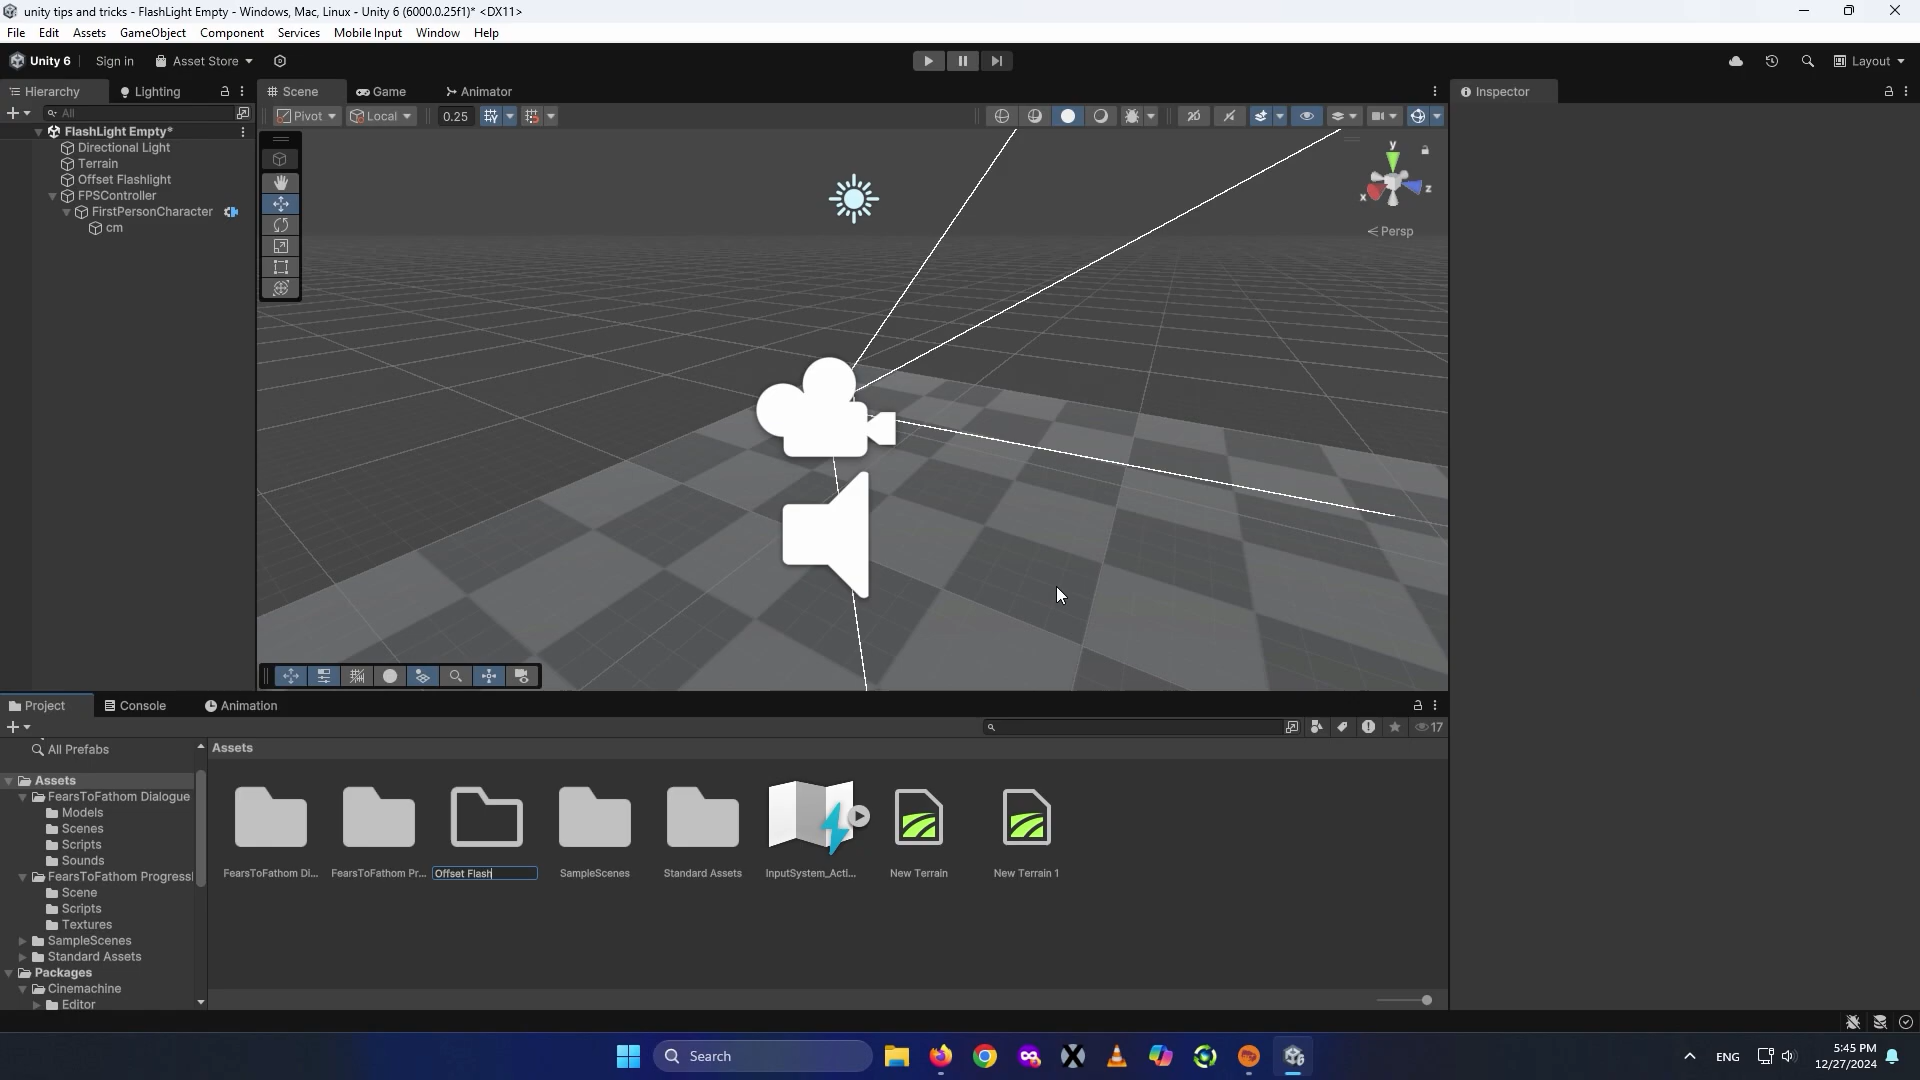 unity tips and tricks - FlashLight Empty - Windows, Mac, Linux - Unity 6 (6000.0.25f1)* <DX11>
File Edit Assets GameObject Component Services Mobile Input Window Help
Unity 6 Sign in Asset Store Layout
Hierarchy Lighting Scene Game Animator Inspector
All Pivot Local 0.25
FlashLight Empty*
Directional Light
Terrain
Offset Flashlight
FPSController
FirstPersonCharacter
cm
y
x z
Persp
Project Console Animation
17
All Prefabs
Assets
Assets
FearsToFathom Dialogue
Models
Scenes
Scripts
Sounds
FearsToFathom Progressi
Scene
Scripts
Textures
SampleScenes
Standard Assets
Packages
Cinemachine
Editor
FearsToFathom Di... FearsToFathom Pr... Offset Flash SampleScenes Standard Assets InputSystem_Acti... New Terrain New Terrain 1
Search
ENG
5:45 PM
12/27/2024